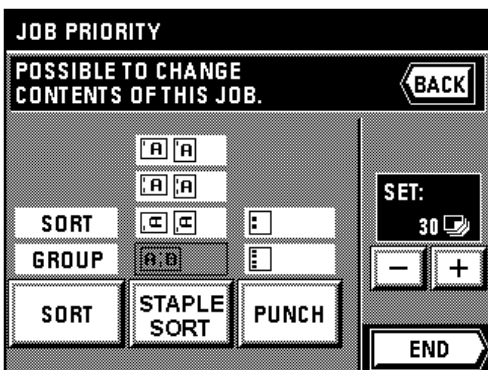 JOB PRIORITY
POSSIBLE TO CHANGE
CONTENTS OF THIS JOB.
BACK
A A
A A
SORT
GROUP
A B
SORT
STAPLE
SORT
PUNCH
SET:
30
− +
END